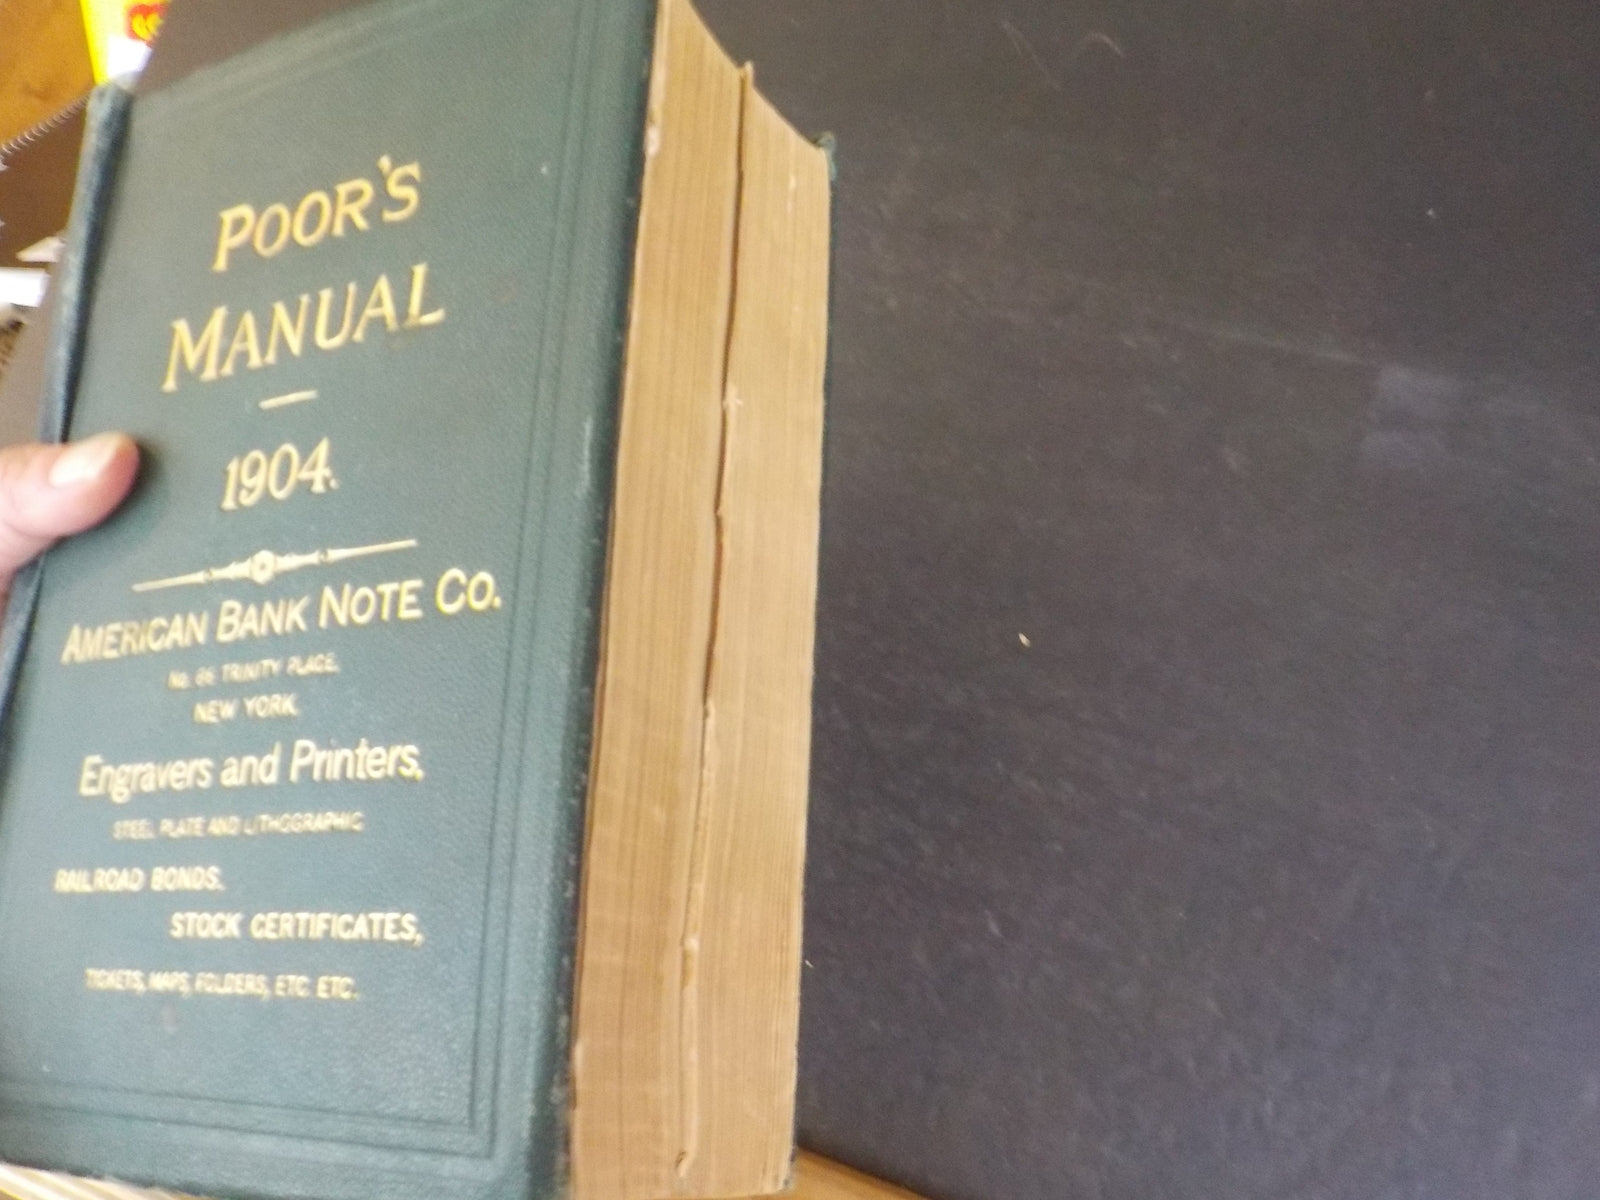 POOR'S
MANUAL
1904.
AMERICAN BANK NOTE CO.
No. 86 TRINITY PLACE,
NEW YORK,
Engravers and Printers,
STEEL PLATE AND LITHOGRAPHIC
RAILROAD BONDS,
STOCK CERTIFICATES,
TICKETS, MAPS, FOLDERS, ETC. ETC.